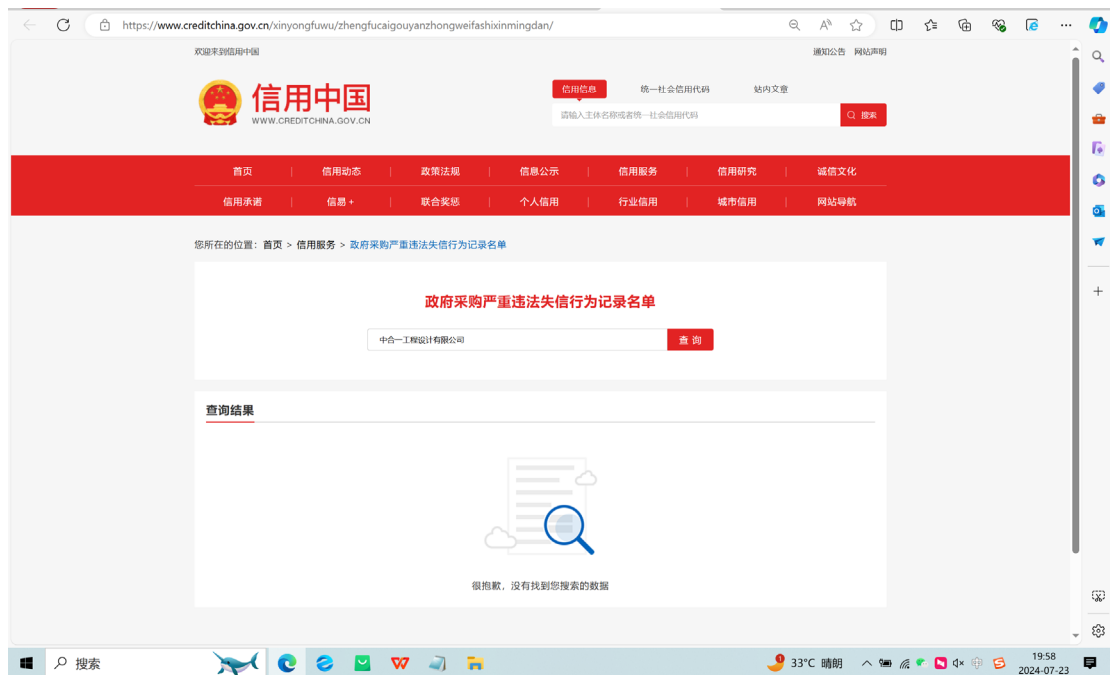 https://www.creditchina.gov.cn/xinyongfuwu/zhengfucaigouyanzhongweifashixinmingdan/
欢迎来到信用中国
通知公告 网站声明
信用中国
WWW.CREDITCHINA.GOV.CN
信用信息 统一社会信用代码 站内文章
请输入主体名称或者统一社会信用代码
搜索
首页 信用动态 政策法规 信息公示 信用服务 信用研究 诚信文化
信用承诺 信易+ 联合奖惩 个人信用 行业信用 城市信用 网站导航
您所在的位置：首页 > 信用服务 > 政府采购严重违法失信行为记录名单
政府采购严重违法失信行为记录名单
中合一工程设计有限公司
查询
查询结果
很抱歉，没有找到您搜索的数据
搜索
33°C 晴朗
中
19:58
2024-07-23